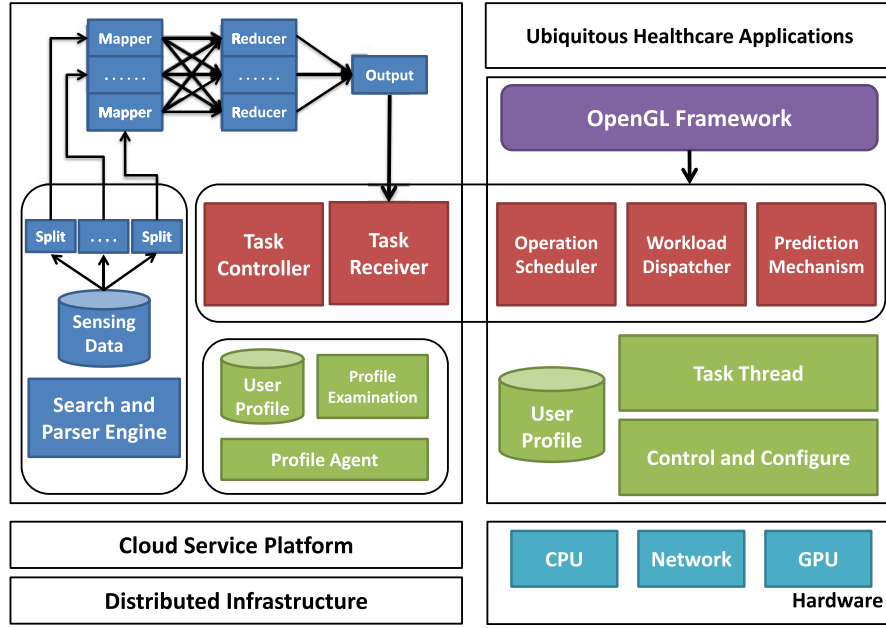 Mapper
......
Mapper
Reducer
......
Reducer
Output
Split
....
Split
Sensing
Data
Search and
Parser Engine
Task
Controller
Task
Receiver
User
Profile
Profile
Examination
Profile Agent
Cloud Service Platform
Distributed Infrastructure
Ubiquitous Healthcare Applications
OpenGL Framework
Operation
Scheduler
Workload
Dispatcher
Prediction
Mechanism
User
Profile
Task Thread
Control and Configure
CPU
Network
GPU
Hardware